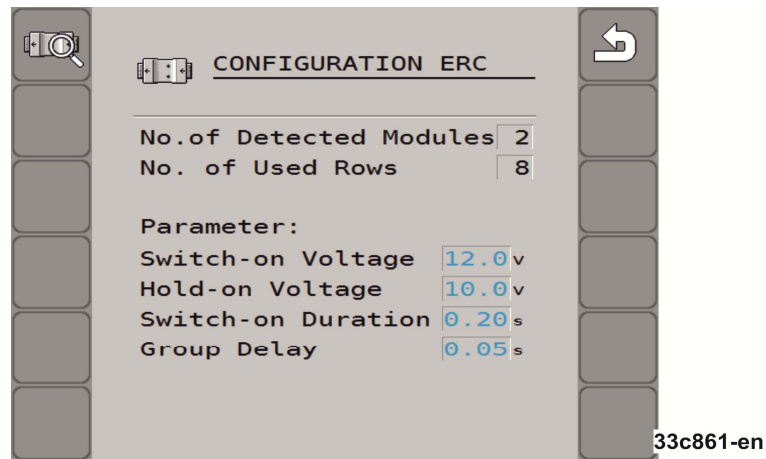 CONFIGURATION ERC
No.of Detected Modules 2
No. of Used Rows 8
Parameter:
Switch-on Voltage 12.0 v
Hold-on Voltage 10.0 v
Switch-on Duration 0.20 s
Group Delay 0.05 s
33c861-en